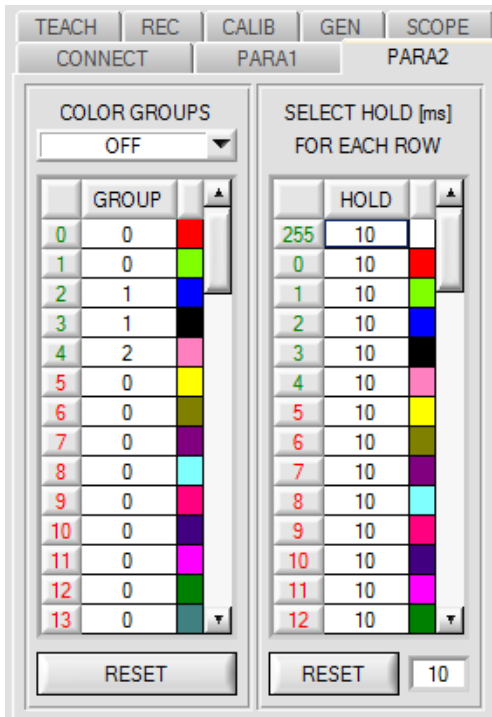 TEACH REC CALIB GEN SCOPE
CONNECT PARA1 PARA2
COLOR GROUPS
OFF
GROUP
0 0
1 0
2 1
3 1
4 2
5 0
6 0
7 0
8 0
9 0
10 0
11 0
12 0
13 0
RESET
SELECT HOLD [ms]
FOR EACH ROW
HOLD
255 10
0 10
1 10
2 10
3 10
4 10
5 10
6 10
7 10
8 10
9 10
10 10
11 10
12 10
RESET 10